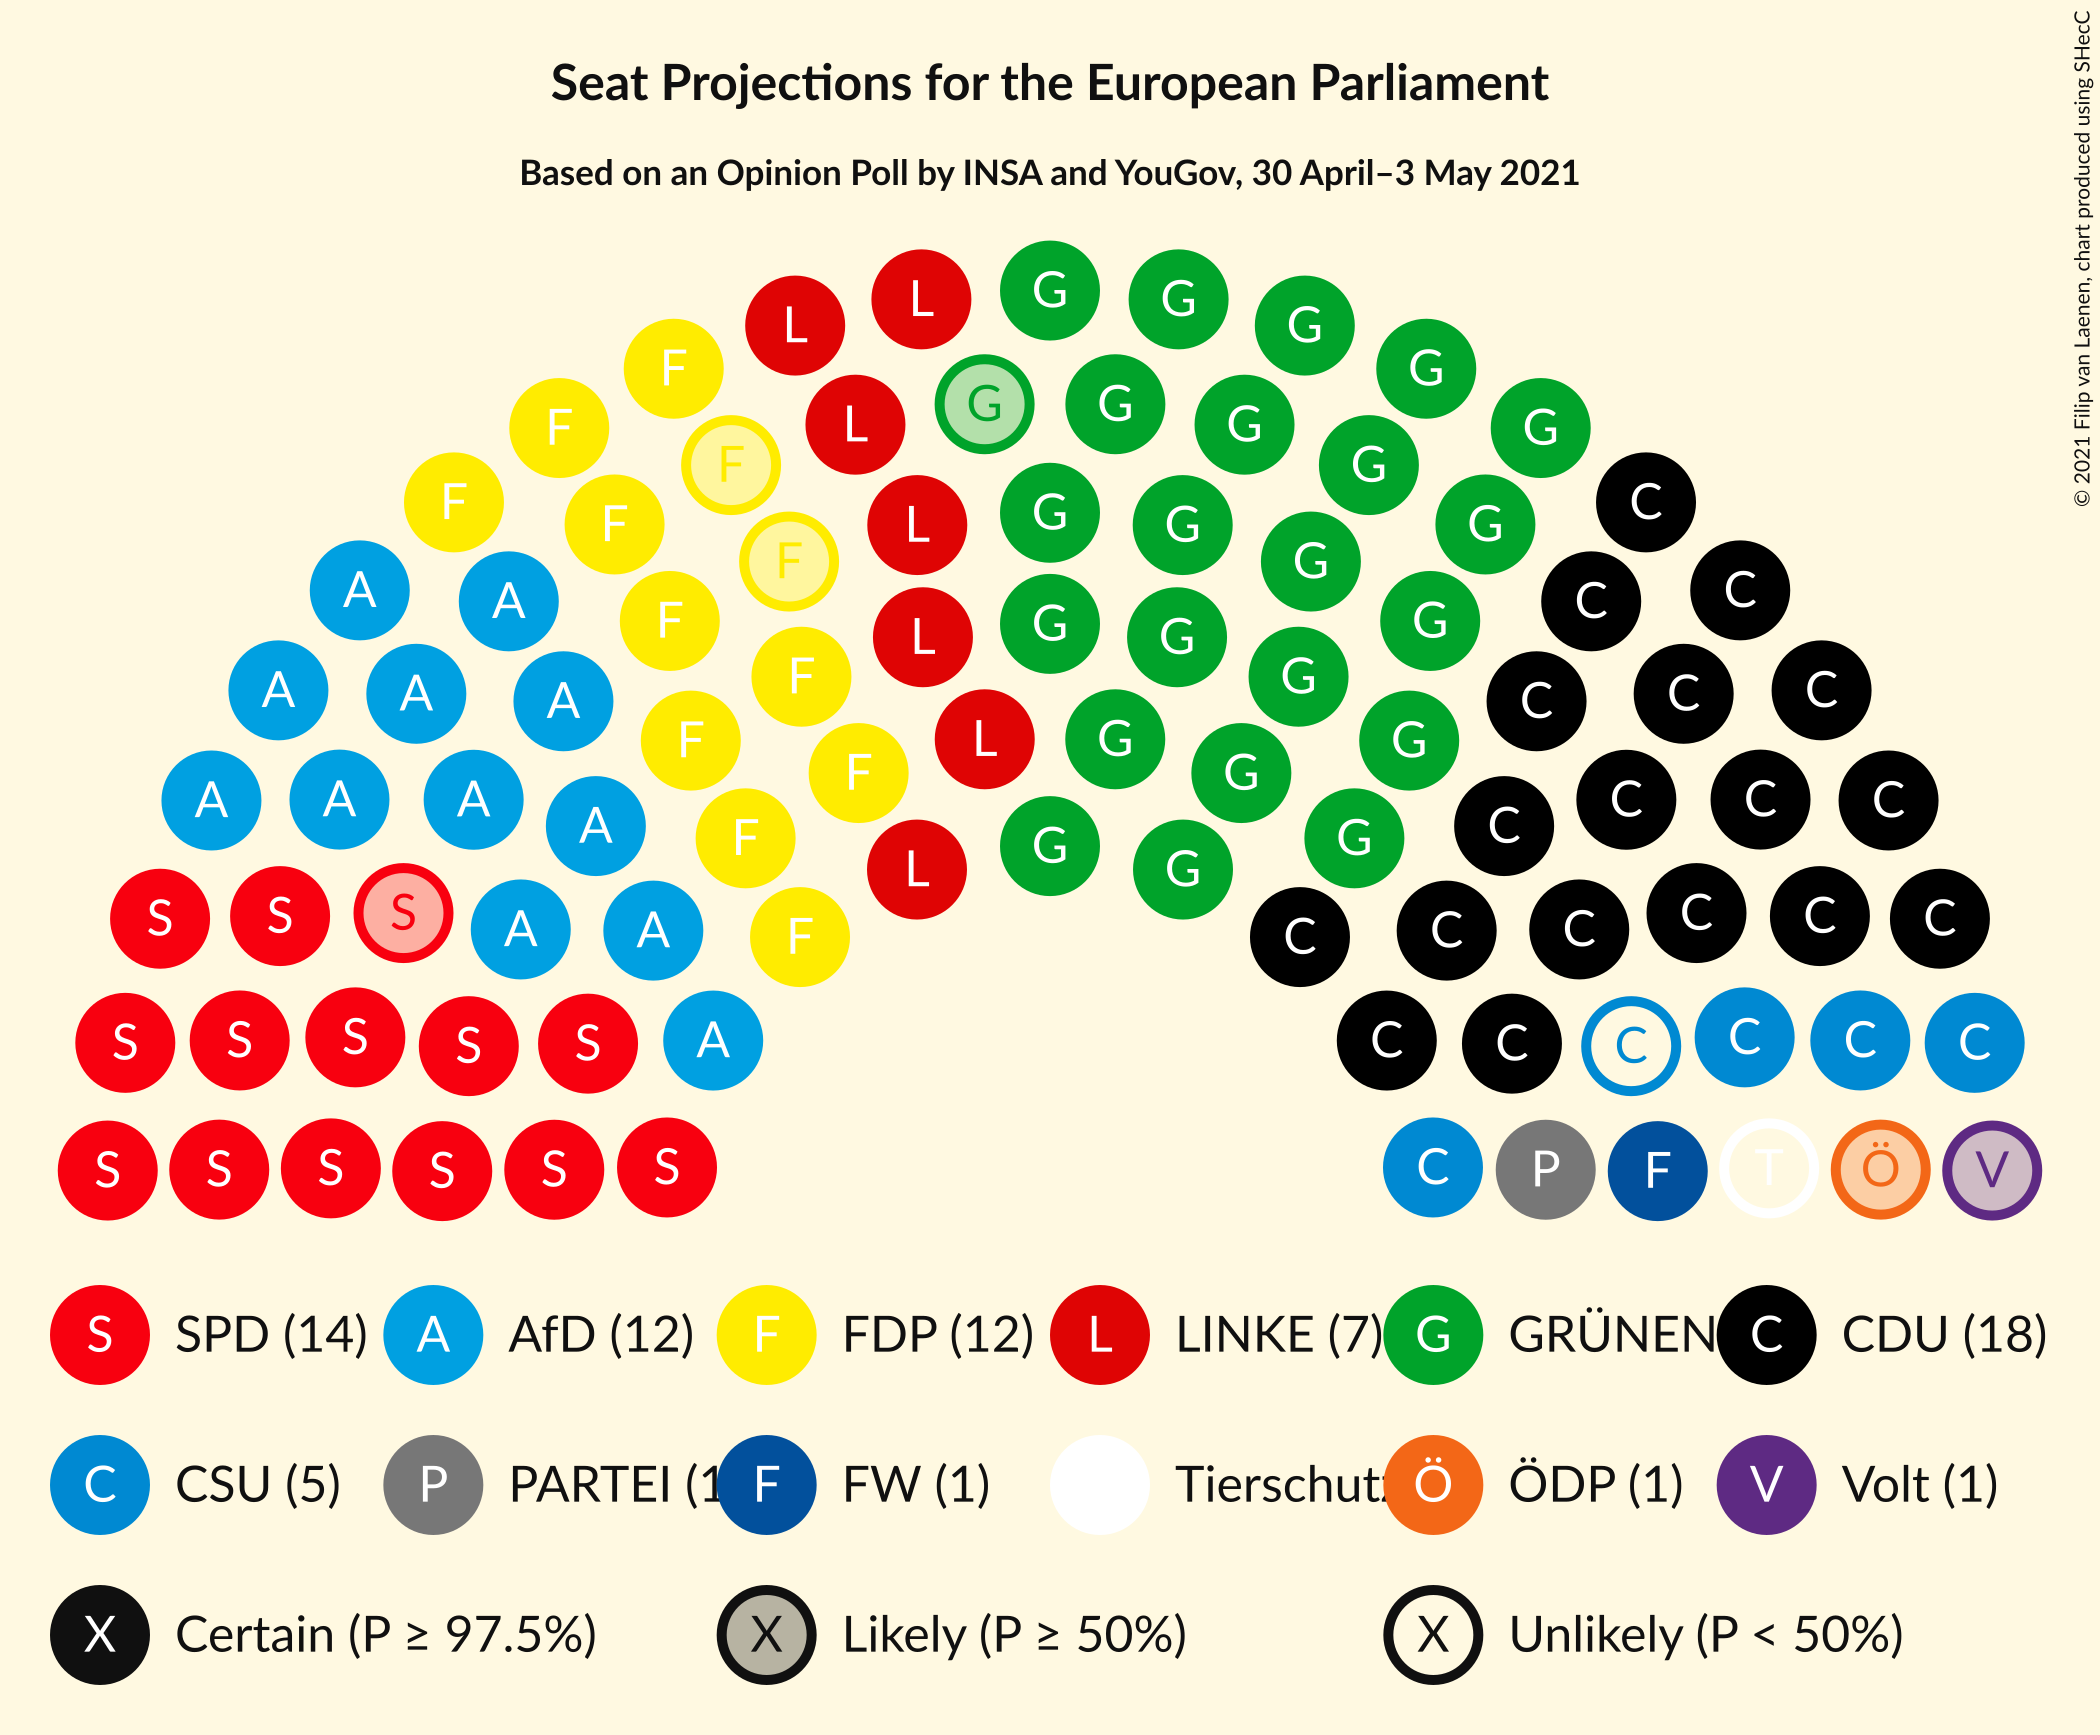 © 2021 Filip van Laenen, chart produced using SHecC
Seat Projections for the European Parliament
Based on an Opinion Poll by INSA and YouGov, 30 April–3 May 2021
L L G G G
F G
F L G G G G
F G
F F L G G G C
F G
A A F L G G G C C
A A A F G C C C
F L G G
A A A A F G C C C C
F L G G G
S S S A A F C C C C C C
S S S S S A C C C C C C
S S S S S S C P F T Ö V
S SPD (14) A AfD (12) F FDP (12) L LINKE (7) G GRÜNEN C CDU (18)
C CSU (5) P PARTEI (1 F FW (1) Tierschutz Ö ÖDP (1) V Volt (1)
X Certain (P ≥ 97.5%) X Likely (P ≥ 50%) X Unlikely (P < 50%)